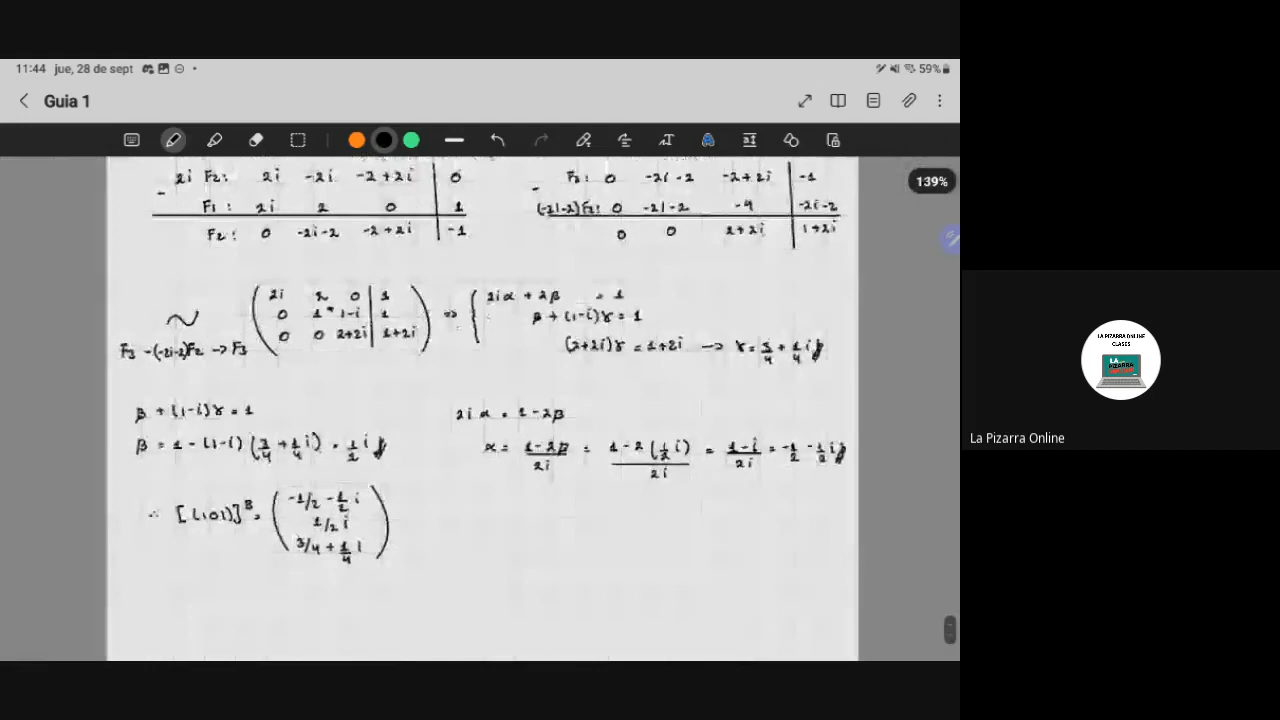 11:44 jue, 28 de sept
59%
Guia 1
139%
2i F2: 2i -2i -2+2i | 0
- F1: 2i 2 0 | 1
F2: 0 -2i-2 -2+2i | -1
F3: 0 -2i-2 -2+2i | -1
- (-2i-2)F2: 0 -2i-2 -4 | -2i-2
0 0 2+2i | 1+2i
~
F3 -(-2i-2)F2 -> F3
( 2i 2 0 | 1
0 1 1-i | 1
0 0 2+2i | 1+2i )
=> { 2iα + 2β = 1
β + (1-i)γ = 1
(2+2i)γ = 1+2i -> γ = 3/4 + 1/4 i
β + (1-i)γ = 1
β = 1 - (1-i)(3/4 + 1/4 i) = 1/2 i
2iα = 1-2β
α = (1-2β)/2i = (1-2(1/2 i))/2i = (1-i)/2i = -1/2 - 1/2 i
∴ [(101)]^B = ( -1/2 - 1/2 i
1/2 i
3/4 + 1/4 i )
LA PIZARRA ONLINE
CLASES
La Pizarra Online